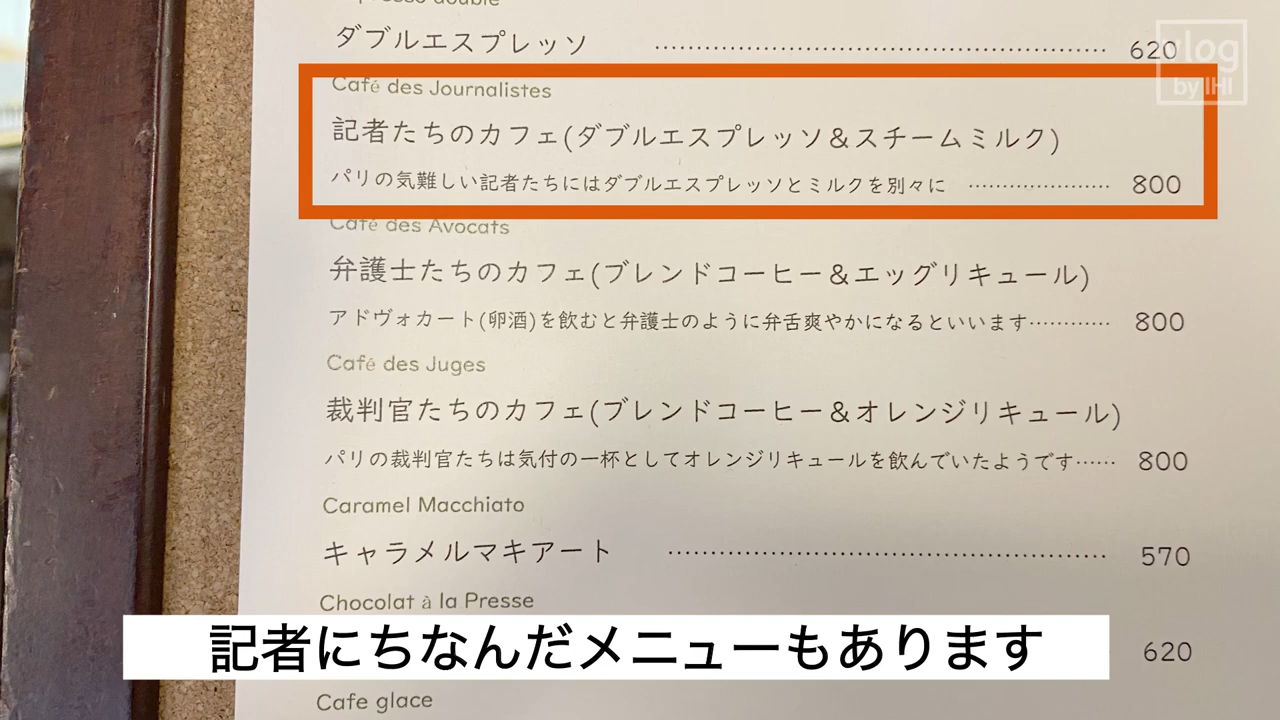 presso double
ダブルエスプレッソ ………………………………………… 620
vlog
by IHI
Café des Journalistes
記者たちのカフェ(ダブルエスプレッソ＆スチームミルク)
パリの気難しい記者たちにはダブルエスプレッソとミルクを別々に ………………… 800
Café des Avocats
弁護士たちのカフェ(ブレンドコーヒー＆エッグリキュール)
アドヴォカート(卵酒)を飲むと弁護士のように弁舌爽やかになるといいます………… 800
Café des Juges
裁判官たちのカフェ(ブレンドコーヒー＆オレンジリキュール)
パリの裁判官たちは気付の一杯としてオレンジリキュールを飲んでいたようです…… 800
Caramel Macchiato
キャラメルマキアート ………………………………………… 570
Chocolat à la Presse
記者にちなんだメニューもあります
620
Cafe glace